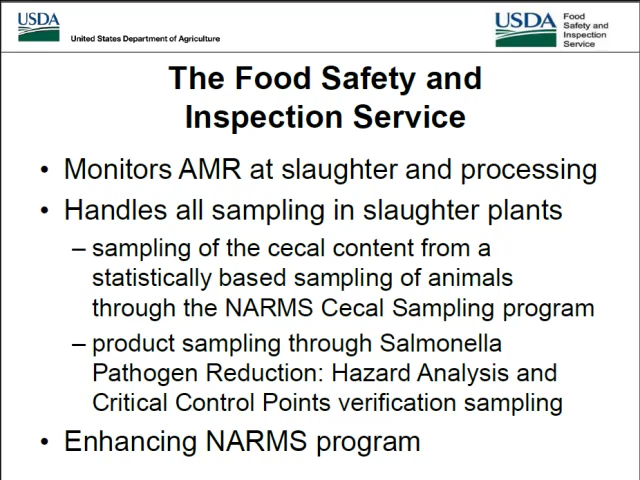 USDA
United States Department of Agriculture
USDA
Food
Safety and
Inspection
Service
The Food Safety and
Inspection Service
• Monitors AMR at slaughter and processing
• Handles all sampling in slaughter plants
– sampling of the cecal content from a
statistically based sampling of animals
through the NARMS Cecal Sampling program
– product sampling through Salmonella
Pathogen Reduction: Hazard Analysis and
Critical Control Points verification sampling
• Enhancing NARMS program